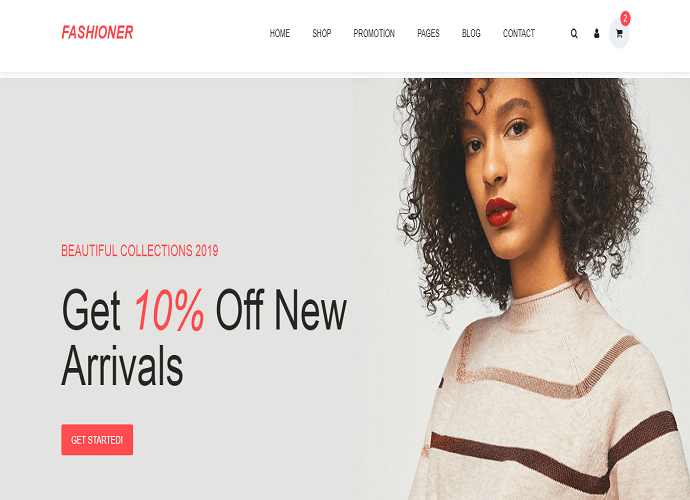 FASHIONER
HOME SHOP PROMOTION PAGES BLOG CONTACT
2
BEAUTIFUL COLLECTIONS 2019
Get 10% Off New
Arrivals
GET STARTED!